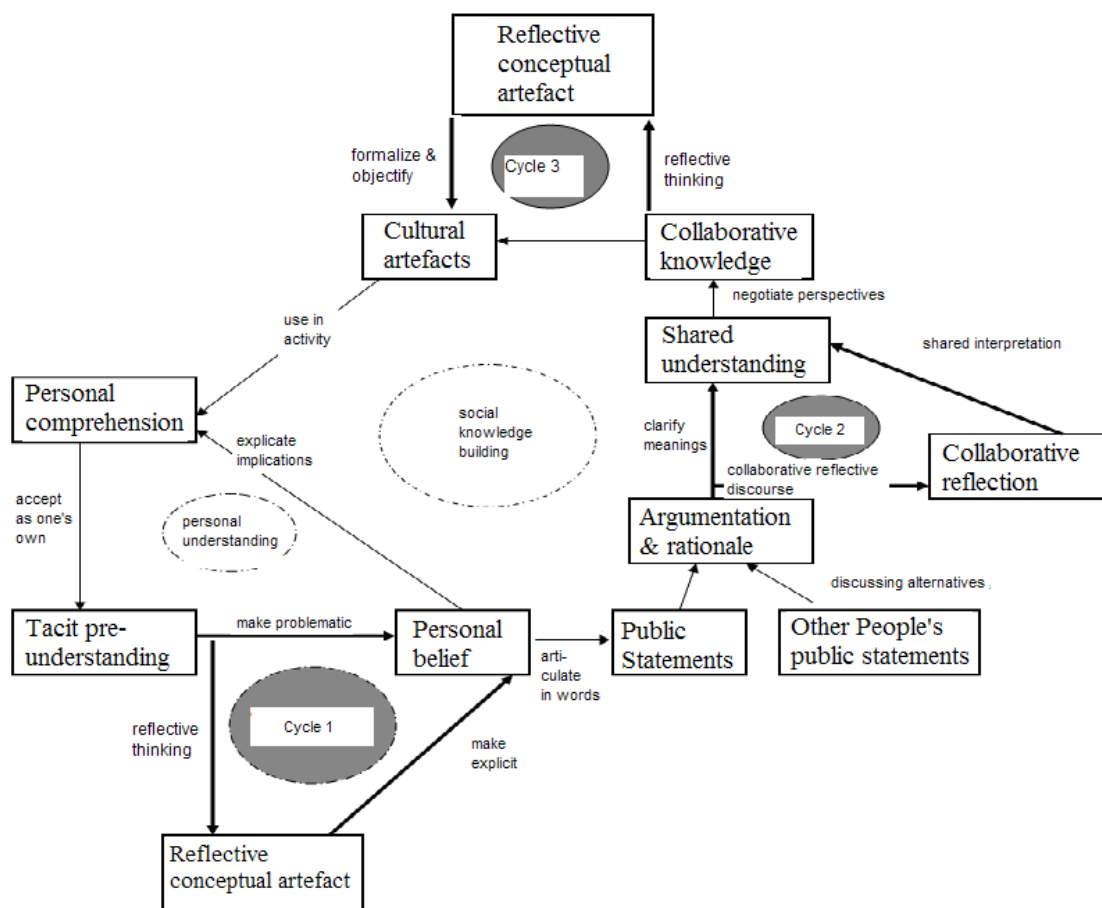 Reflective
conceptual
artefact
formalize &
objectify
Cycle 3
reflective
thinking
Cultural
artefacts
Collaborative
knowledge
negotiate perspectives
use in
activity
Shared
understanding
shared interpretation
Personal
comprehension
social
knowledge
building
clarify
meanings
Cycle 2
explicate
implications
collaborative reflective
discourse
Collaborative
reflection
accept
as one's
own
personal
understanding
Argumentation
& rationale
discussing alternatives
Tacit pre-
understanding
make problematic
Personal
belief
arti-
culate
in words
Public
Statements
Other People's
public statements
reflective
thinking
Cycle 1
make
explicit
Reflective
conceptual artefact